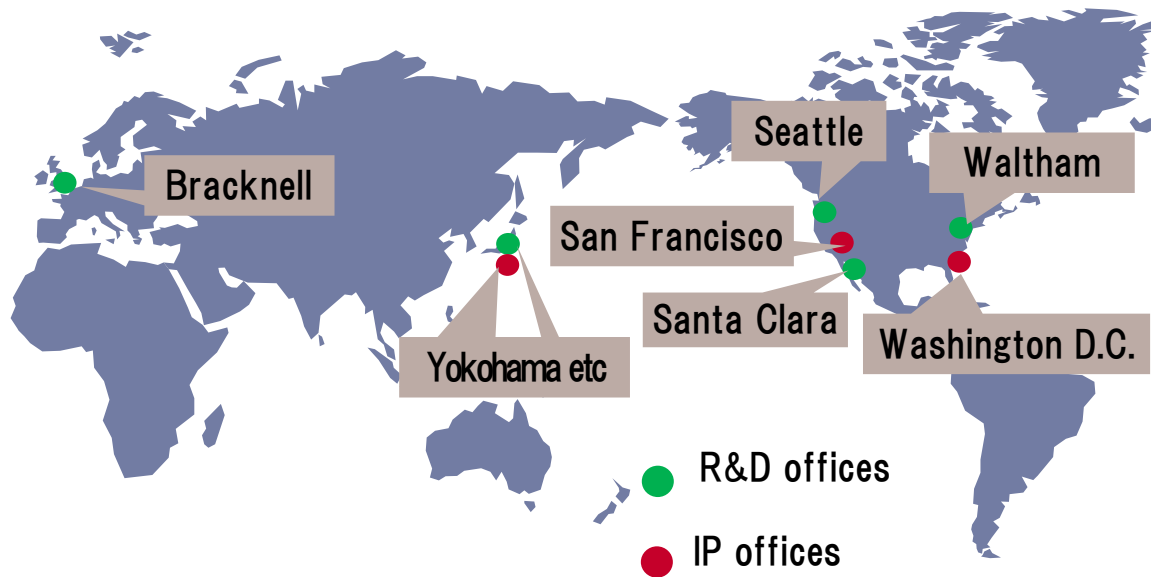 Seattle
Waltham
Bracknell
San Francisco
Santa Clara
Washington D.C.
Yokohama etc
R&D offices
IP offices